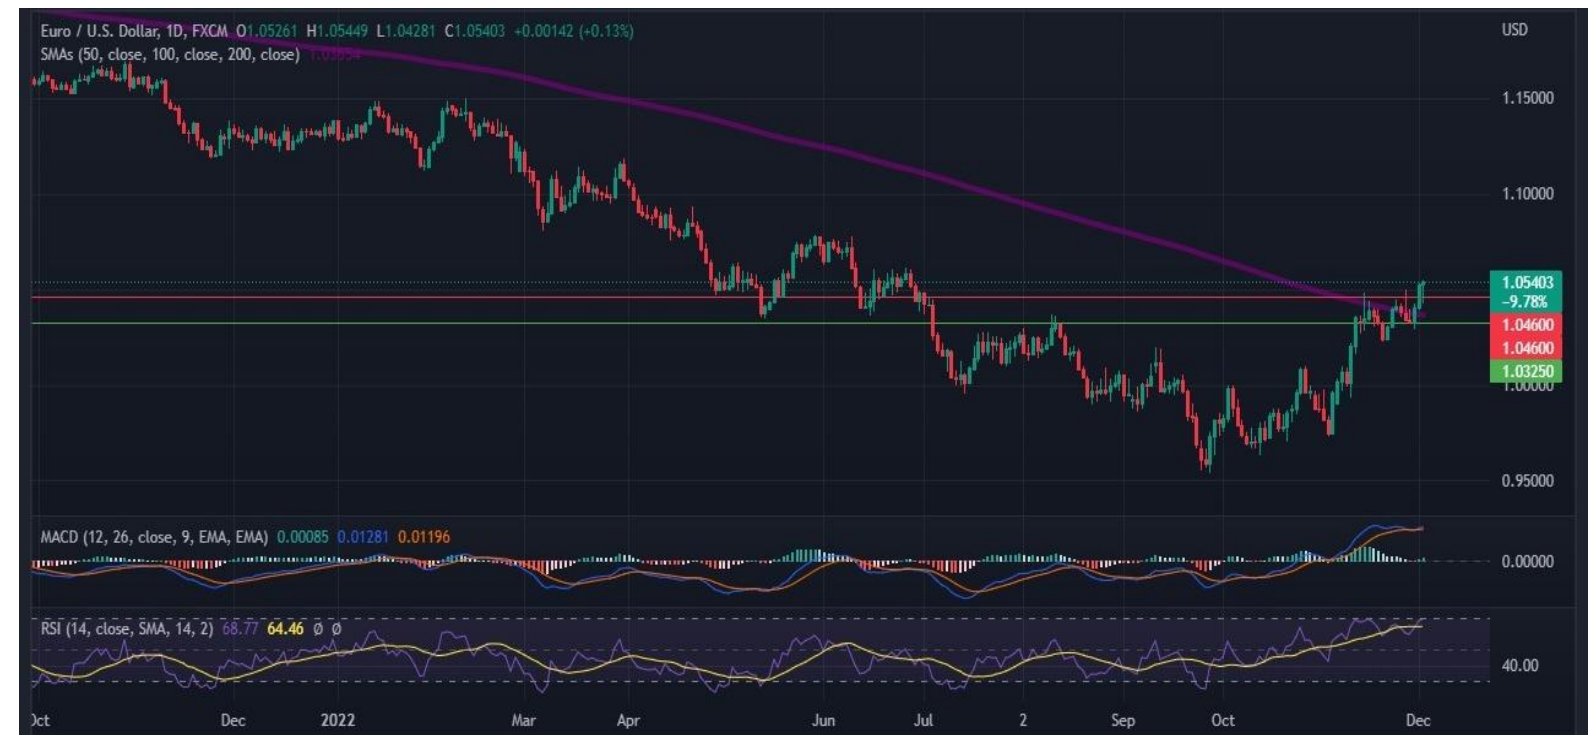 Euro / U.S. Dollar, 1D, FXCM O1.05261 H1.05449 L1.04281 C1.05403 +0.00142 (+0.13%)
SMAs (50, close, 100, close, 200, close)
USD
1.15000
1.10000
1.05403
−9.78%
1.04600
1.04600
1.03250
1.00000
0.95000
MACD (12, 26, close, 9, EMA, EMA) 0.00085 0.01281 0.01196
0.00000
RSI (14, close, SMA, 14, 2) 68.77 64.46 Ø Ø
40.00
Oct Dec 2022 Mar Apr Jun Jul 2 Sep Oct Dec